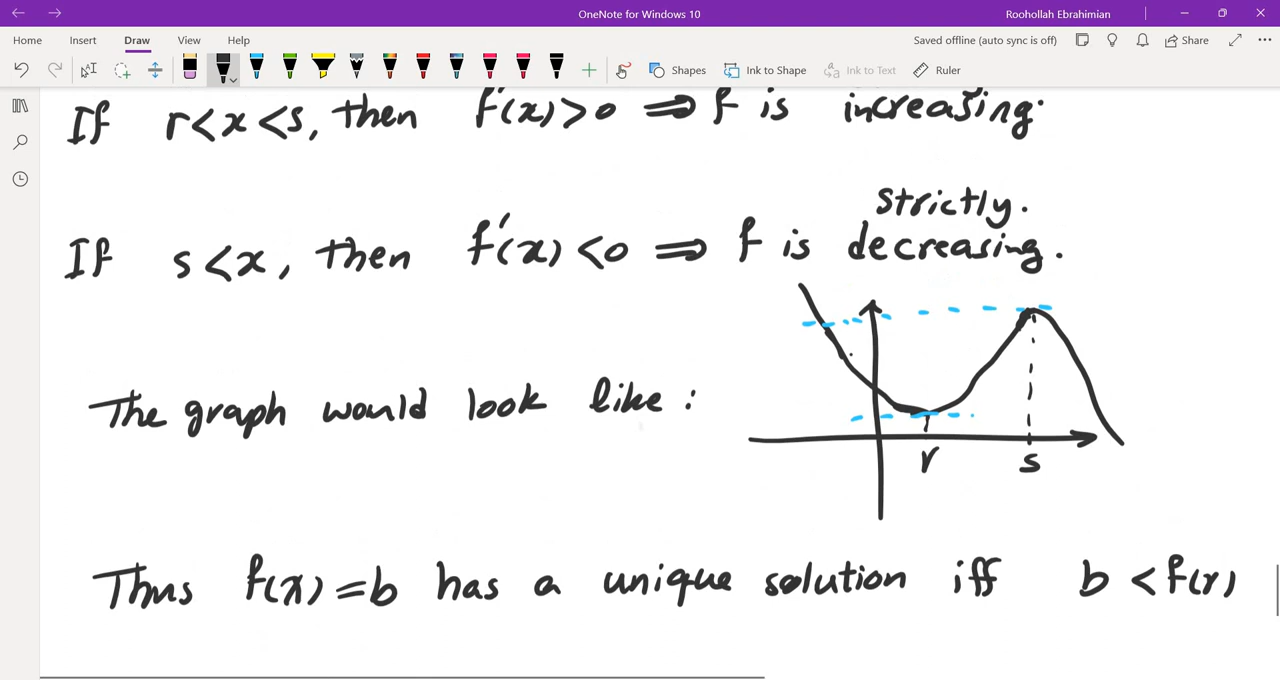 OneNote for Windows 10
Roohollah Ebrahimian
Home Insert Draw View Help
Saved offline (auto sync is off) Share
Shapes Ink to Shape Ink to Text Ruler
If r<x<s, then f'(x)>0 ⟹ f is increasing.
strictly.
If s<x, then f'(x)<0 ⟹ f is decreasing.
The graph would look like:
r s
Thus f(x)=b has a unique solution iff b<f(r)